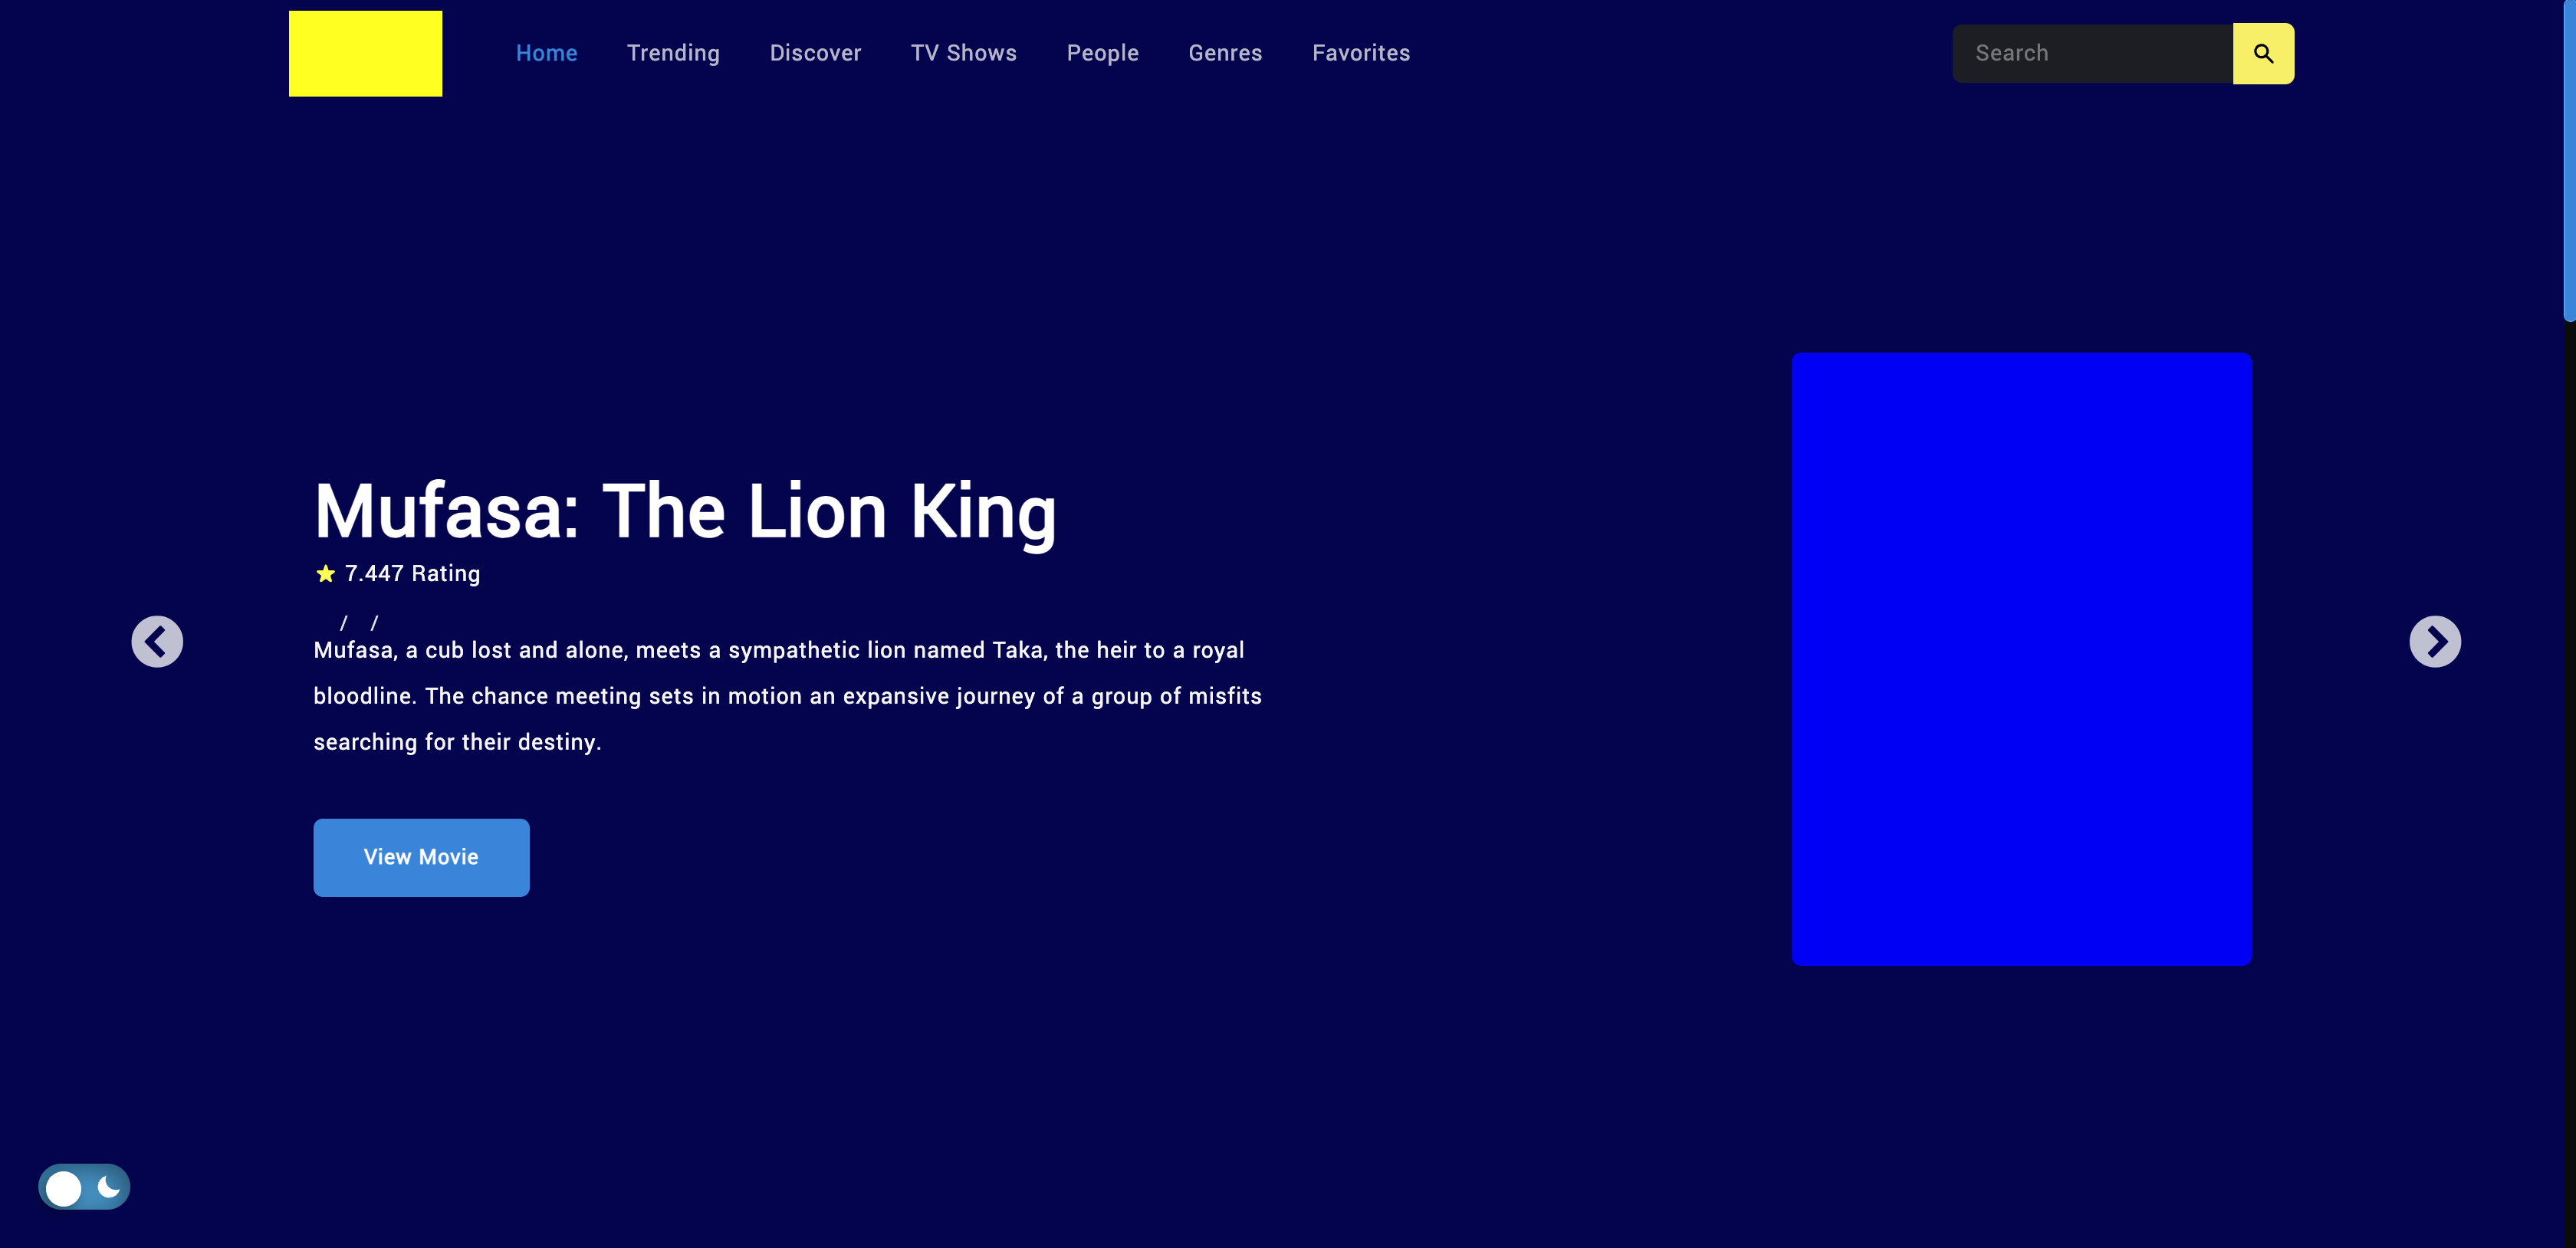 Home Trending Discover TV Shows People Genres Favorites Search
Mufasa: The Lion King
7.447 Rating
/ /
Mufasa, a cub lost and alone, meets a sympathetic lion named Taka, the heir to a royal
bloodline. The chance meeting sets in motion an expansive journey of a group of misfits
searching for their destiny.
View Movie